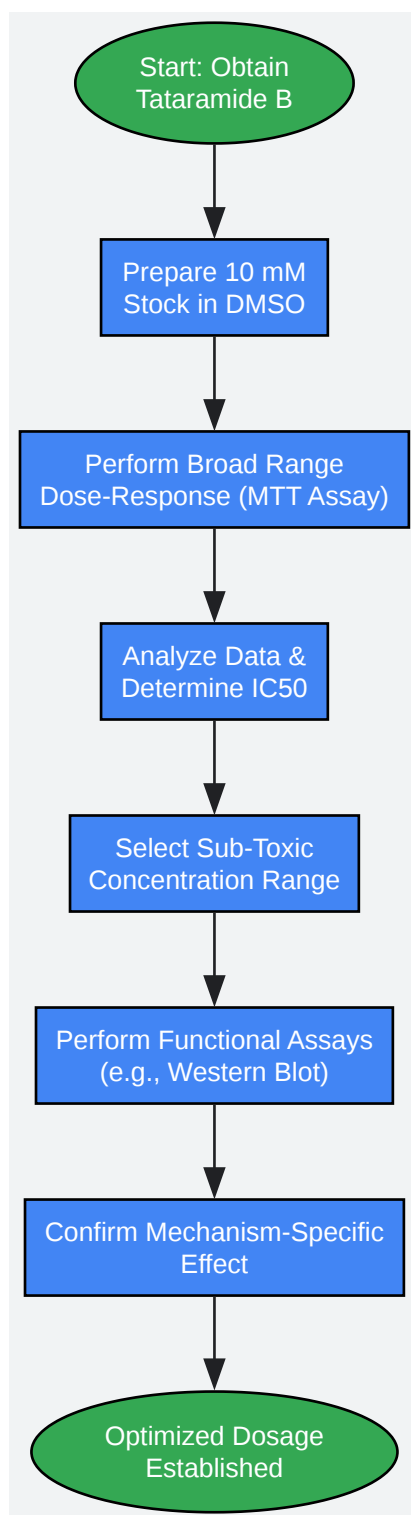 Start: Obtain
Tataramide B
Prepare 10 mM
Stock in DMSO
Perform Broad Range
Dose-Response (MTT Assay)
Analyze Data &
Determine IC50
Select Sub-Toxic
Concentration Range
Perform Functional Assays
(e.g., Western Blot)
Confirm Mechanism-Specific
Effect
Optimized Dosage
Established